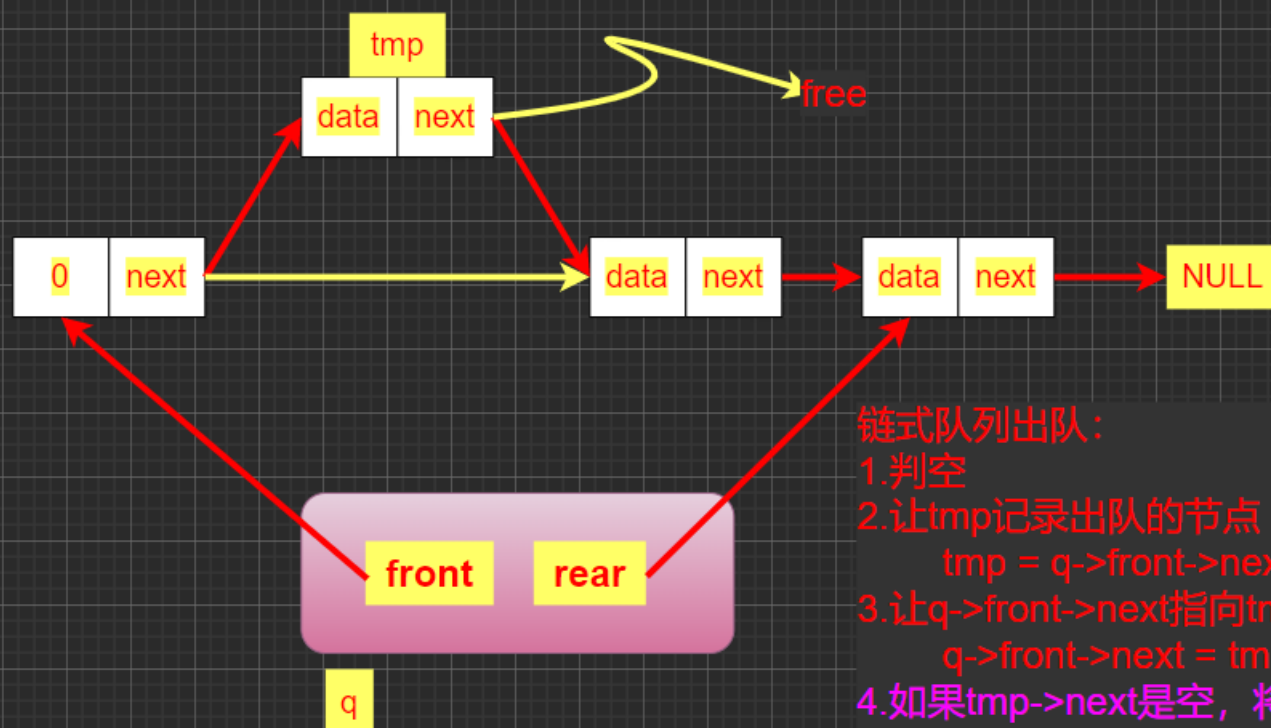 tmp
data next
free
0 next
data next
data next
NULL
front rear
q
链式队列出队：
1.判空
2.让tmp记录出队的节点
tmp = q->front->nex
3.让q->front->next指向
q->front->next = tm
4.如果tmp->next是空，